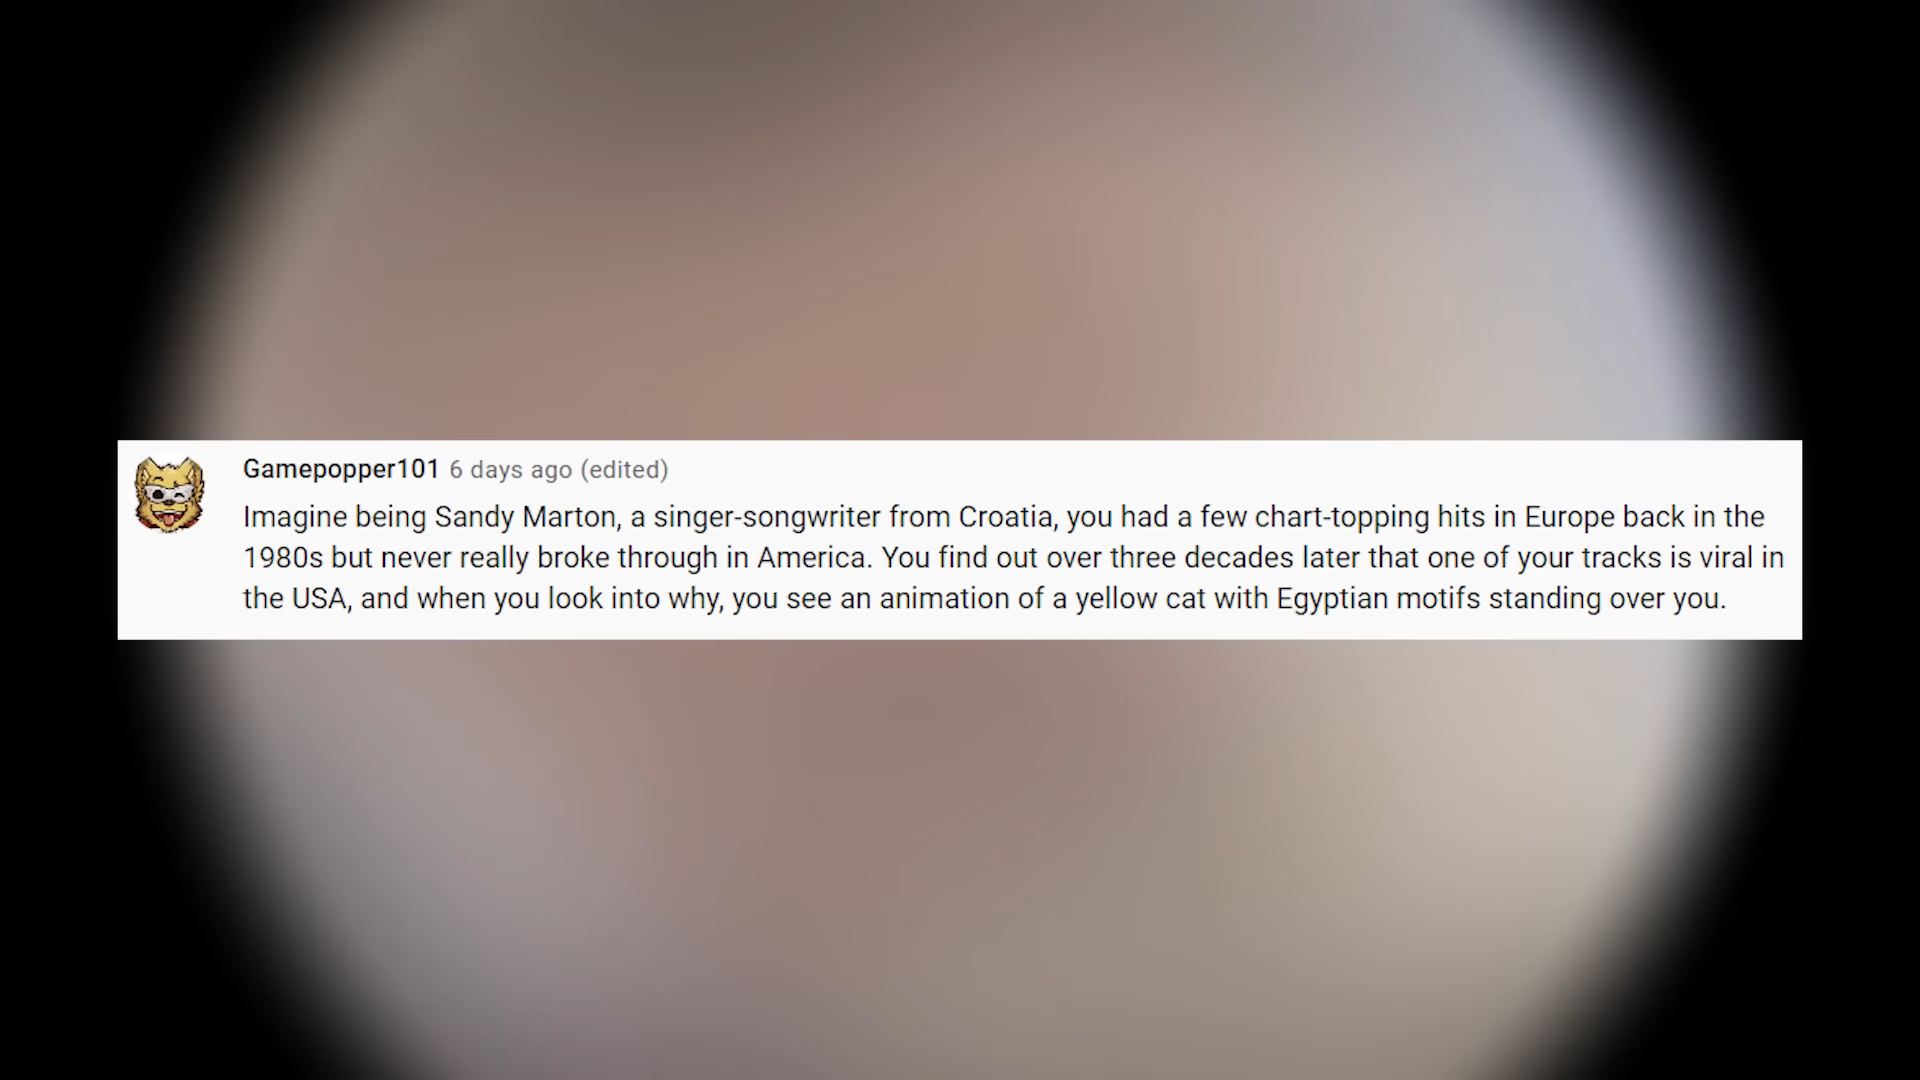 Gamepopper101 6 days ago (edited)
Imagine being Sandy Marton, a singer-songwriter from Croatia, you had a few chart-topping hits in Europe back in the
1980s but never really broke through in America. You find out over three decades later that one of your tracks is viral in
the USA, and when you look into why, you see an animation of a yellow cat with Egyptian motifs standing over you.